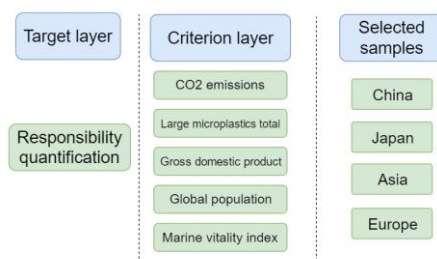 Target layer
Criterion layer
Selected
samples
Responsibility
quantification
CO2 emissions
Large microplastics total
Gross domestic product
Global population
Marine vitality index
China
Japan
Asia
Europe